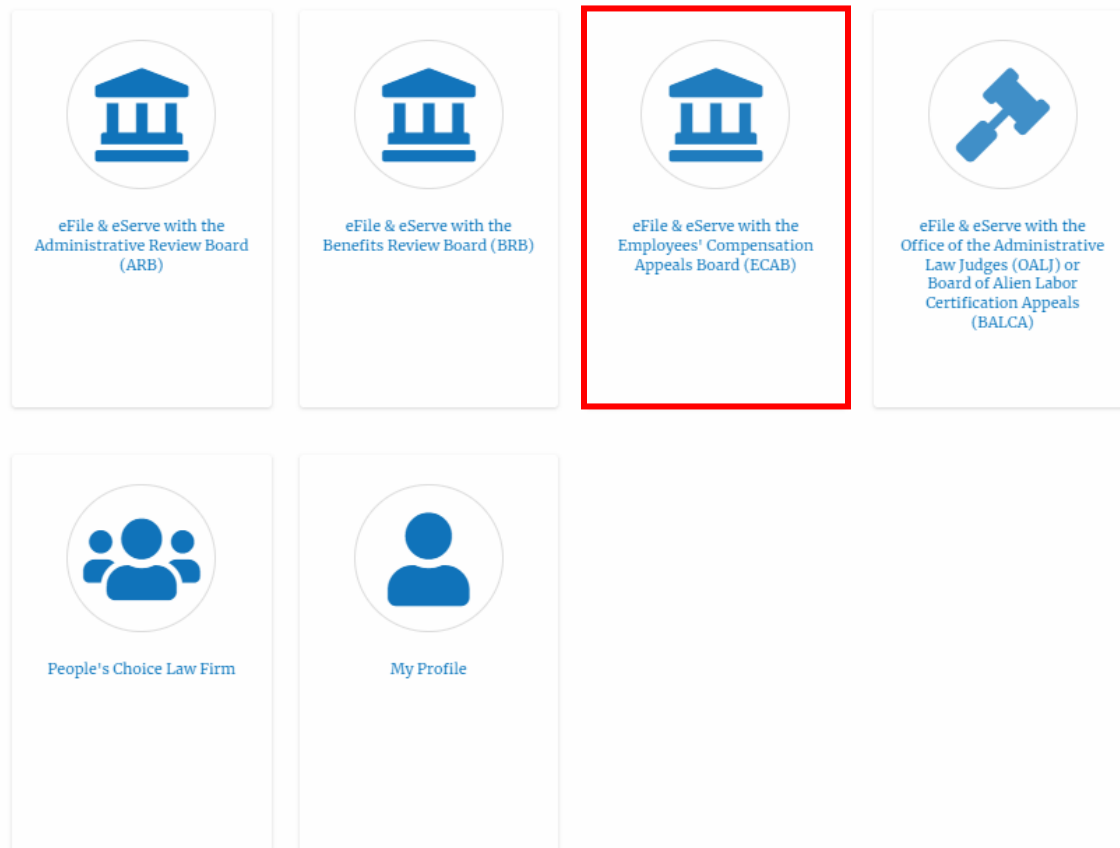 eFile & eServe with the
Administrative Review Board
(ARB)
eFile & eServe with the
Benefits Review Board (BRB)
eFile & eServe with the
Employees' Compensation
Appeals Board (ECAB)
eFile & eServe with the
Office of the Administrative
Law Judges (OALJ) or
Board of Alien Labor
Certification Appeals
(BALCA)
People's Choice Law Firm
My Profile